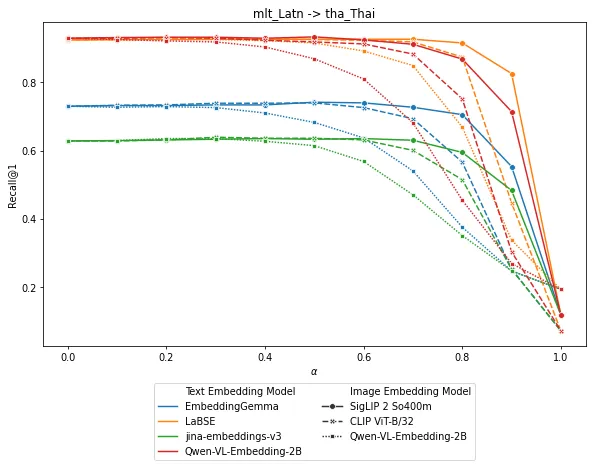 mlt_Latn -> tha_Thai
Recall@1
0.8
0.6
0.4
0.2
0.0 0.2 0.4 0.6 0.8 1.0
α
Text Embedding Model
EmbeddingGemma
LaBSE
jina-embeddings-v3
Qwen-VL-Embedding-2B
Image Embedding Model
SigLIP 2 So400m
CLIP ViT-B/32
Qwen-VL-Embedding-2B